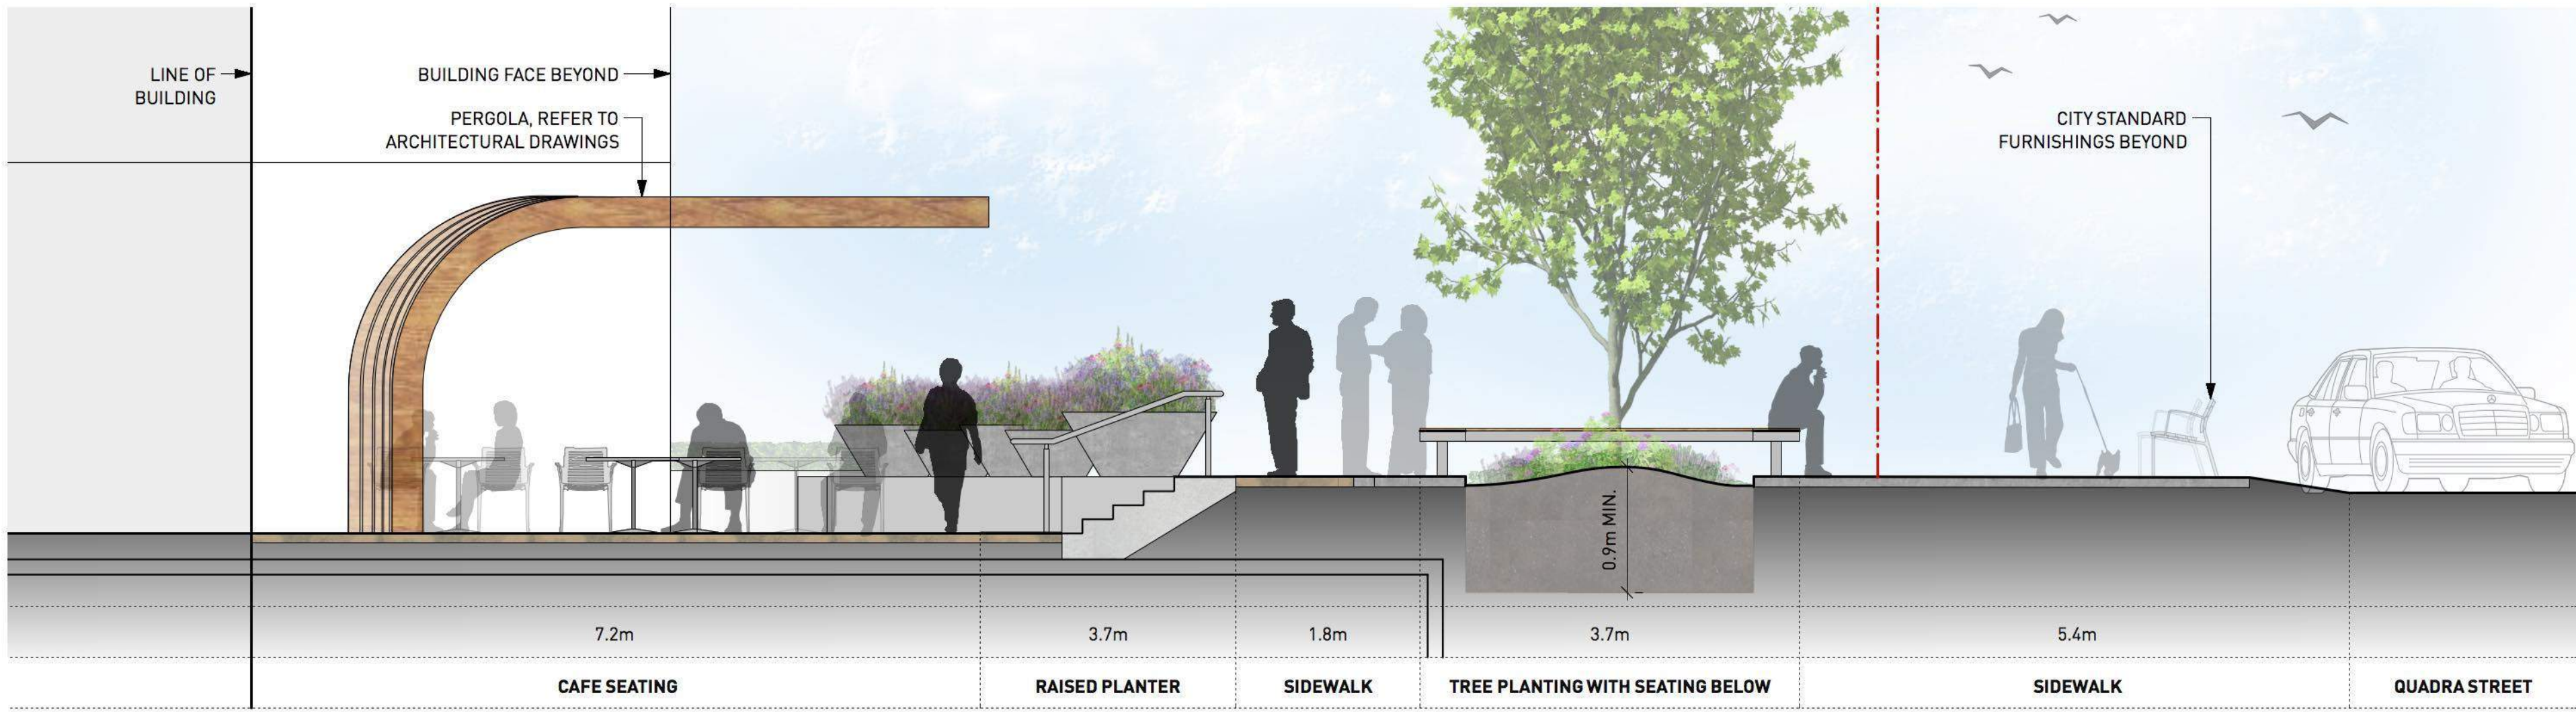 LINE OF
BUILDING
BUILDING FACE BEYOND
PERGOLA, REFER TO
ARCHITECTURAL DRAWINGS
CITY STANDARD
FURNISHINGS BEYOND
0.9m MIN.
7.2m
3.7m
1.8m
3.7m
5.4m
CAFE SEATING
RAISED PLANTER
SIDEWALK
TREE PLANTING WITH SEATING BELOW
SIDEWALK
QUADRA STREET